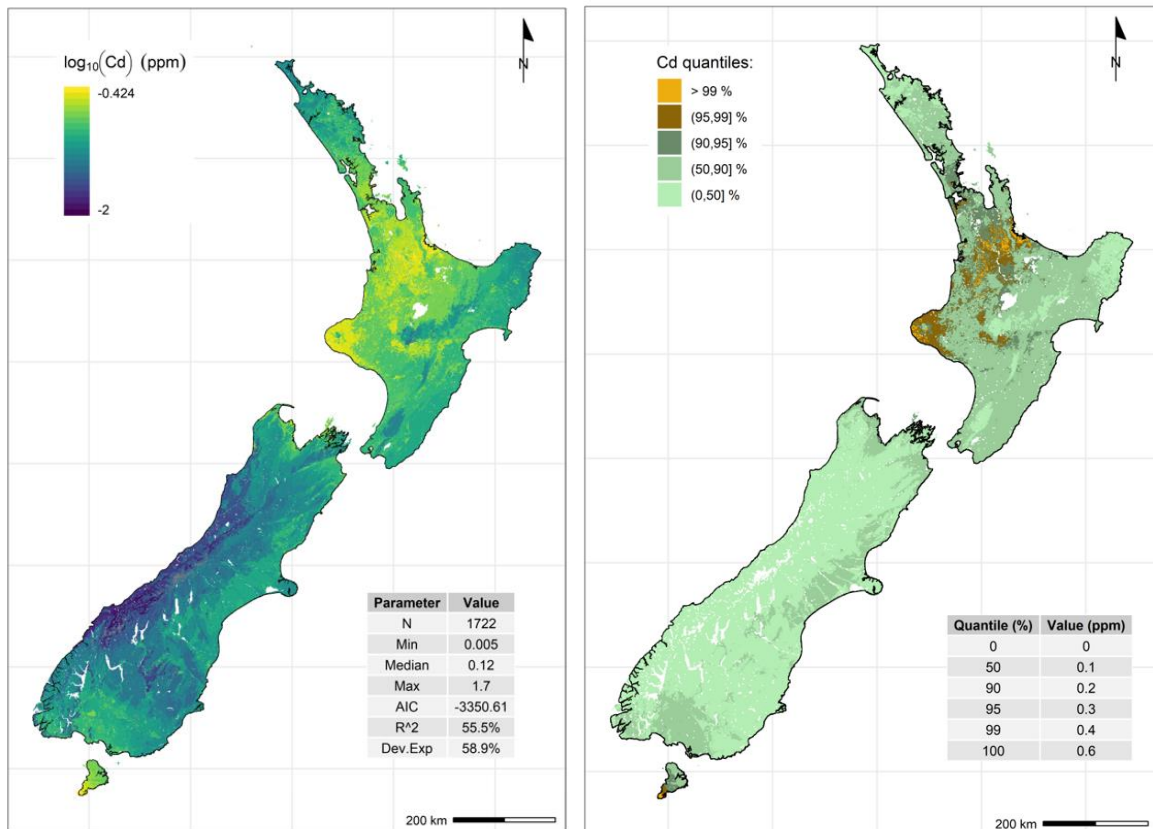 N
log₁₀(Cd) (ppm)
-0.424
-2
Parameter Value
N 1722
Min 0.005
Median 0.12
Max 1.7
AIC -3350.61
R^2 55.5%
Dev.Exp 58.9%
200 km
N
Cd quantiles:
> 99 %
(95,99] %
(90,95] %
(50,90] %
(0,50] %
Quantile (%) Value (ppm)
0 0
50 0.1
90 0.2
95 0.3
99 0.4
100 0.6
200 km